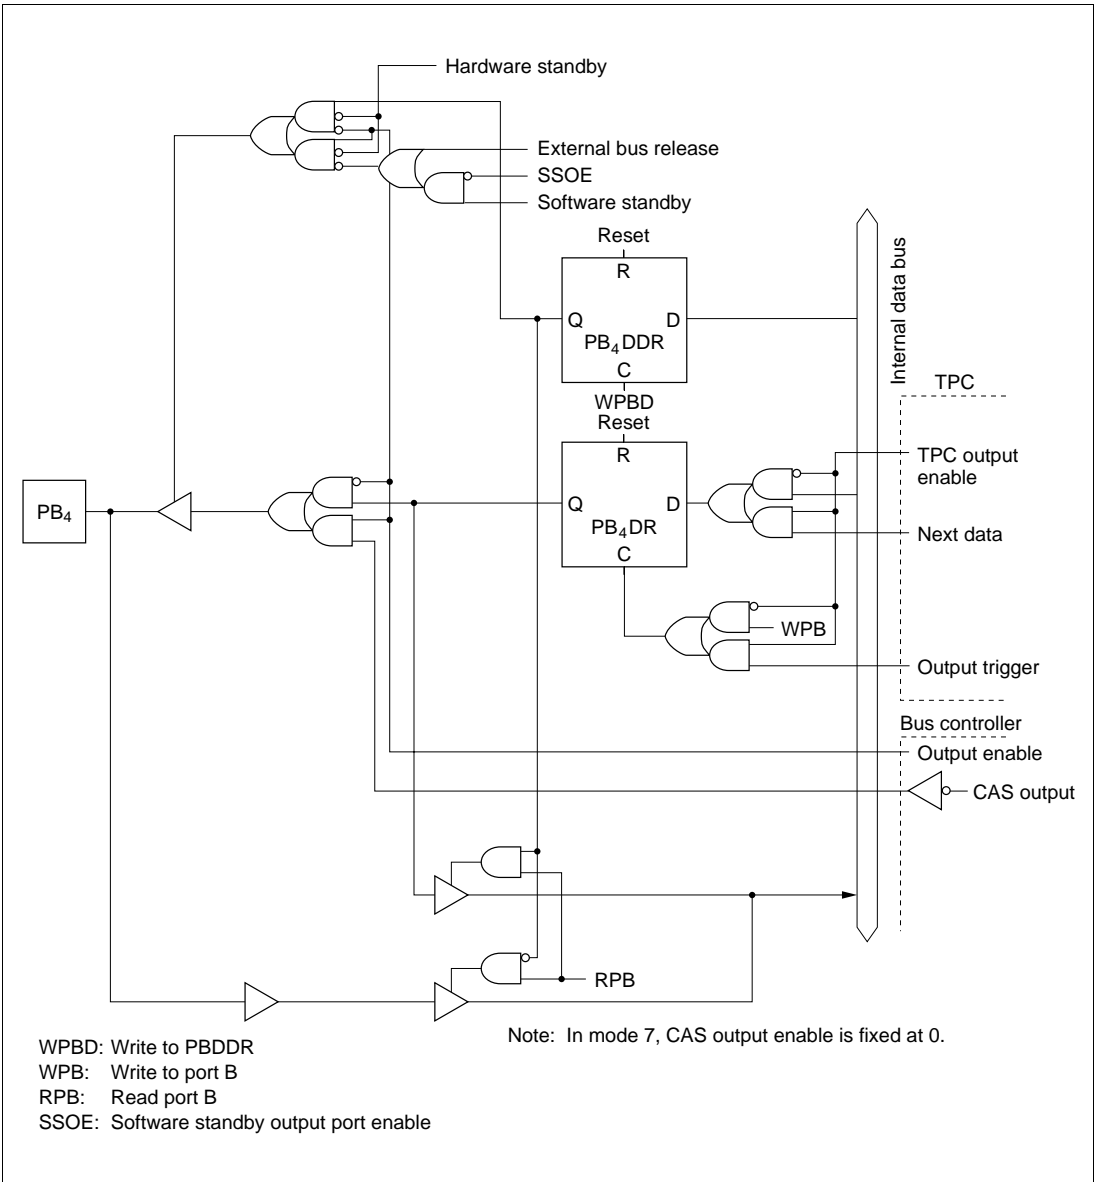 Hardware standby
External bus release
SSOE
Software standby
Reset
R
Q
D
PB4DDR
C
WPBD
Internal data bus
TPC
Reset
R
TPC output
enable
PB4
Q
D
PB4DR
C
Next data
WPB
Output trigger
Bus controller
Output enable
CAS output
RPB
Note: In mode 7, CAS output enable is fixed at 0.
WPBD: Write to PBDDR
WPB: Write to port B
RPB: Read port B
SSOE: Software standby output port enable